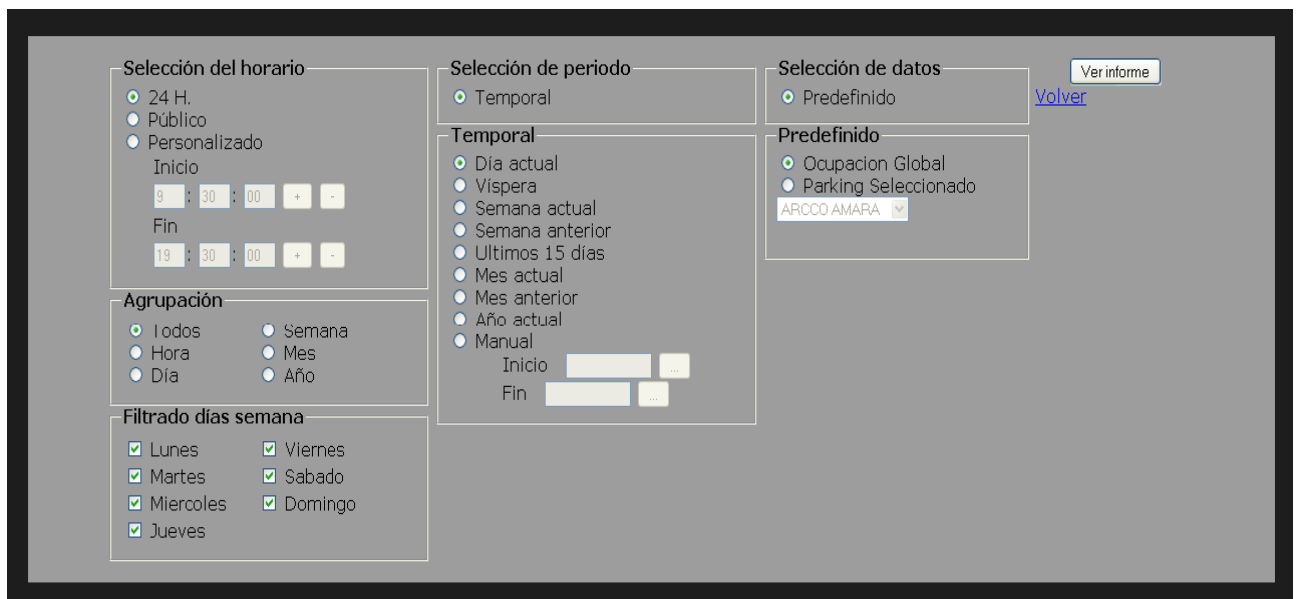 Selección del horario
24 H.
Público
Personalizado
Inicio
9 : 30 : 00 + -
Fin
19 : 30 : 00 + -
Agrupación
Todos Semana
Hora Mes
Día Año
Filtrado días semana
Lunes Viernes
Martes Sabado
Miercoles Domingo
Jueves
Selección de periodo
Temporal
Temporal
Día actual
Víspera
Semana actual
Semana anterior
Ultimos 15 días
Mes actual
Mes anterior
Año actual
Manual
Inicio ...
Fin ...
Selección de datos
Predefinido
Predefinido
Ocupacion Global
Parking Seleccionado
ARCCO AMARA
Ver informe
Volver